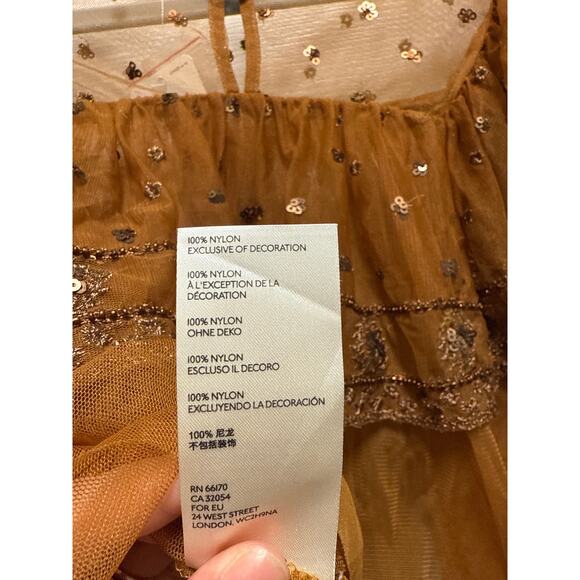 100% NYLON
EXCLUSIVE OF DECORATION
100% NYLON
À L'EXCEPTION DE LA
DÉCORATION
100% NYLON
OHNE DEKO
100% NYLON
ESCLUSO IL DECORO
100% NYLON
EXCLUYENDO LA DECORACIÓN
100% 尼龙
不包括装饰
RN 66170
CA 32054
FOR EU
24 WEST STREET
LONDON, WC2H9NA